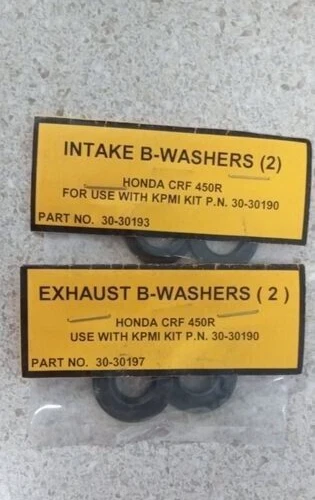 INTAKE B-WASHERS (2)
HONDA CRF 450R
FOR USE WITH KPMI KIT P.N. 30-30190
PART NO. 30-30193
EXHAUST B-WASHERS ( 2 )
HONDA CRF 450R
USE WITH KPMI KIT P.N. 30-30190
PART NO. 30-30197